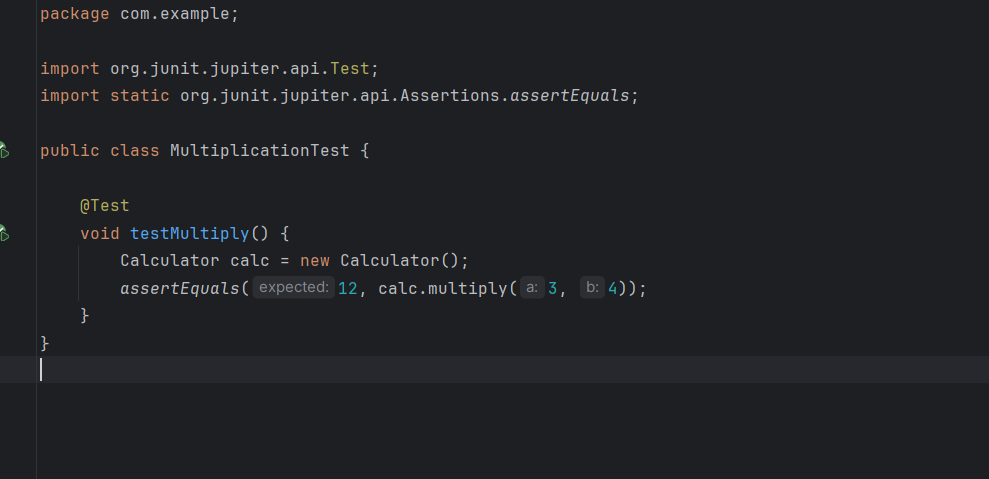 package com.example;
import org.junit.jupiter.api.Test;
import static org.junit.jupiter.api.Assertions.assertEquals;
public class MultiplicationTest {
@Test
void testMultiply() {
Calculator calc = new Calculator();
assertEquals( expected: 12, calc.multiply( a: 3, b: 4));
}
}